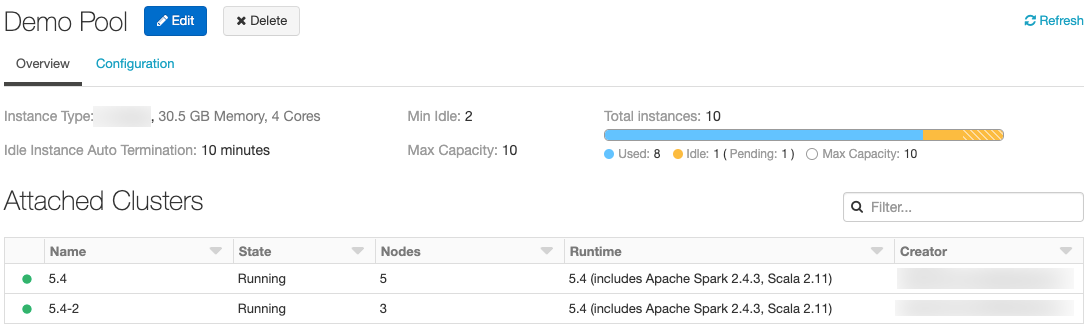 Demo Pool Edit Delete Refresh
Overview Configuration
Instance Type: , 30.5 GB Memory, 4 Cores Min Idle: 2 Total instances: 10
Idle Instance Auto Termination: 10 minutes Max Capacity: 10 Used: 8 Idle: 1 ( Pending: 1 ) Max Capacity: 10
Attached Clusters Filter...
Name State Nodes Runtime Creator
5.4 Running 5 5.4 (includes Apache Spark 2.4.3, Scala 2.11)
5.4-2 Running 3 5.4 (includes Apache Spark 2.4.3, Scala 2.11)